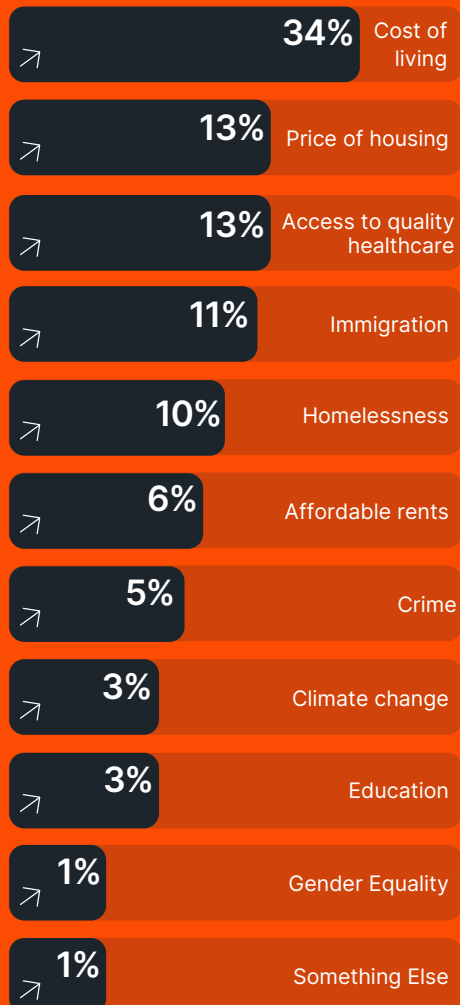 34%
Cost of
living
13%
Price of housing
13%
Access to quality
healthcare
11%
Immigration
10%
Homelessness
6%
Affordable rents
5%
Crime
3%
Climate change
3%
Education
1%
Gender Equality
1%
Something Else